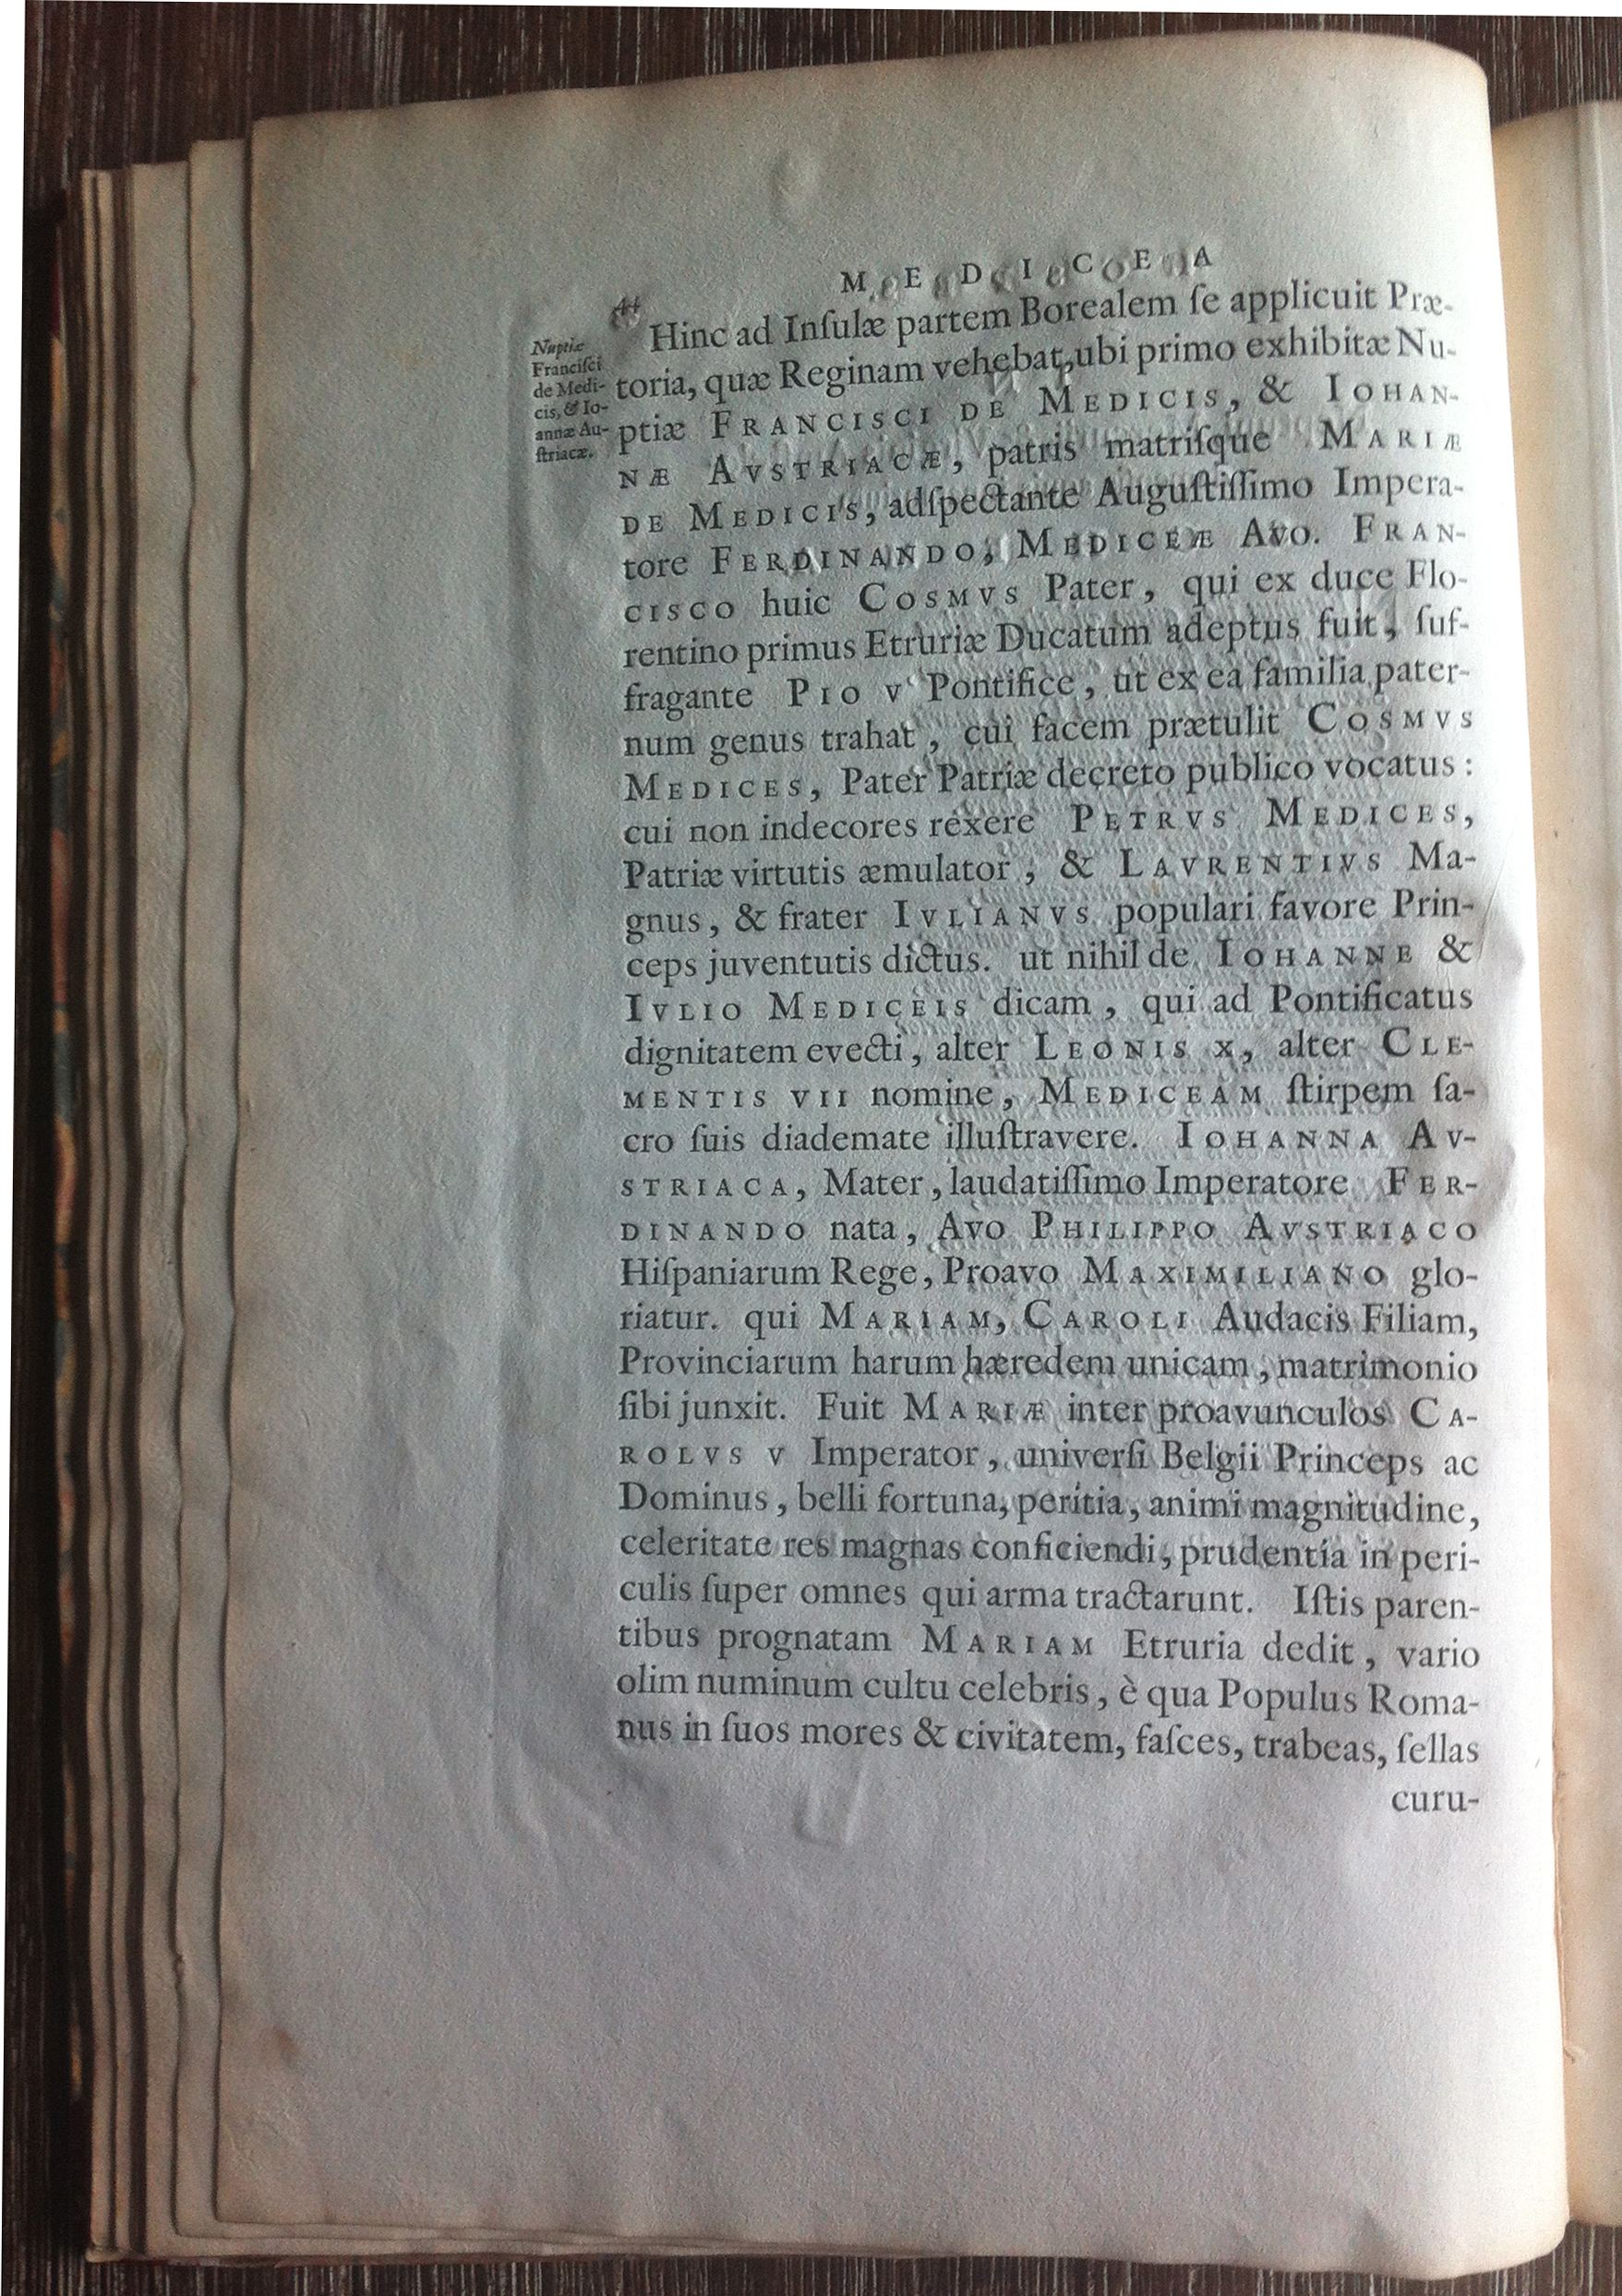 MEDICEA
44
Nuptiæ
Franciſci
de Medi-
cis, & Io-
annæ Au-
ſtriacæ.
Hinc ad Inſulæ partem Borealem ſe applicuit Præ-
toria, quæ Reginam vehebat, ubi primo exhibitæ Nu-
ptiæ FRANCISCI DE MEDICIS, & IOHAN-
NÆ AVSTRIACÆ, patris matriſque MARIÆ
DE MEDICIS, adſpectante Auguſtiſſimo Impera-
tore FERDINANDO, MEDICEÆ Avo. FRAN-
CISCO huic COSMVS Pater, qui ex duce Flo-
rentino primus Etruriæ Ducatum adeptus fuit, ſuf-
fragante PIO V Pontifice, ut ex ea familia pater-
num genus trahat, cui facem prætulit COSMVS
MEDICES, Pater Patriæ decreto publico vocatus:
cui non indecores rexere PETRVS MEDICES,
Patriæ virtutis æmulator, & LAVRENTIVS Ma-
gnus, & frater IVLIANVS populari favore Prin-
ceps juventutis dictus. ut nihil de IOHANNE &
IVLIO MEDICEIS dicam, qui ad Pontificatus
dignitatem evecti, alter LEONIS X, alter CLE-
MENTIS VII nomine, MEDICEAM ſtirpem ſa-
cro ſuis diademate illuſtravere. IOHANNA AV-
STRIACA, Mater, laudatiſſimo Imperatore FER-
DINANDO nata, Avo PHILIPPO AVSTRIACO
Hiſpaniarum Rege, Proavo MAXIMILIANO glo-
riatur. qui MARIAM, CAROLI Audacis Filiam,
Provinciarum harum hæredem unicam, matrimonio
ſibi junxit. Fuit MARIÆ inter proavunculos CA-
ROLVS V Imperator, univerſi Belgii Princeps ac
Dominus, belli fortuna, peritia, animi magnitudine,
celeritate res magnas conficiendi, prudentia in peri-
culis ſuper omnes qui arma tractarunt. Iſtis paren-
tibus prognatam MARIAM Etruria dedit, vario
olim numinum cultu celebris, è qua Populus Roma-
nus in ſuos mores & civitatem, faſces, trabeas, ſellas
curu-